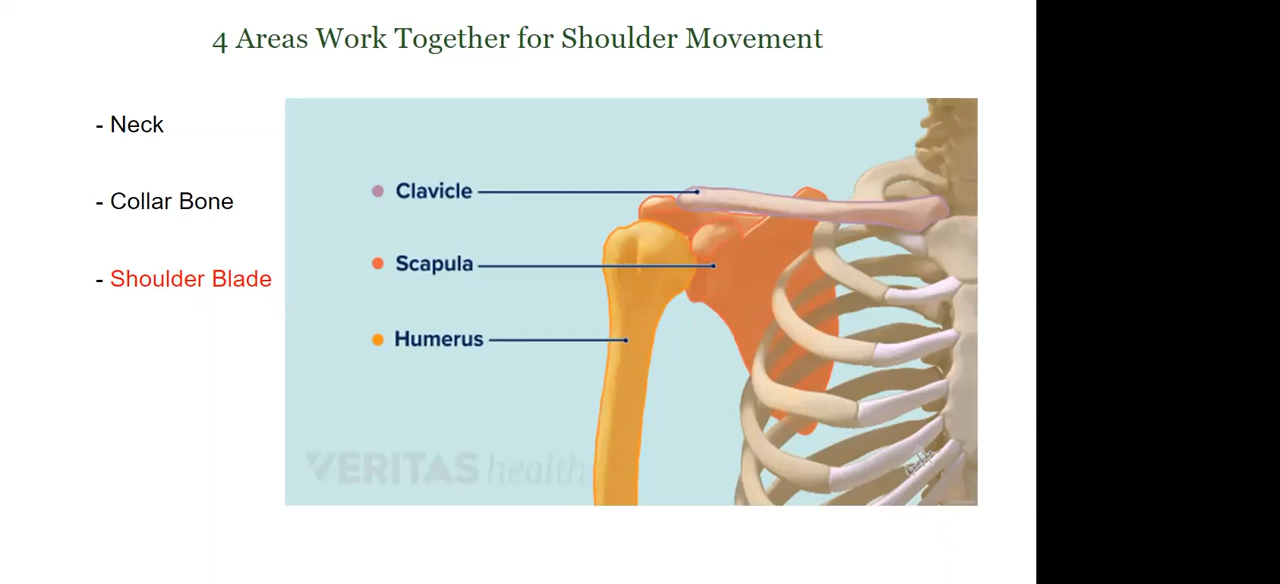 4 Areas Work Together for Shoulder Movement
- Neck
- Collar Bone
- Shoulder Blade
Clavicle
Scapula
Humerus
VERITAS health